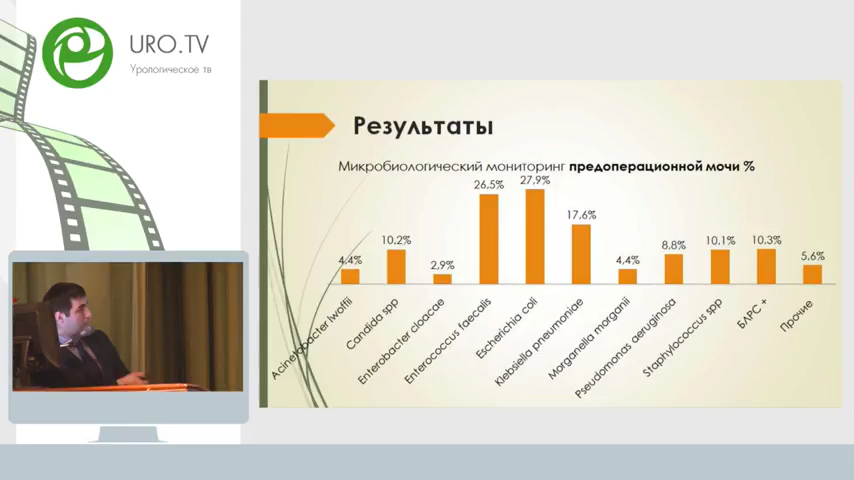 URO.TV
Урологическое тв
Результаты
Микробиологический мониторинг предоперационной мочи %
4,4%
10,2%
2,9%
26,5%
27,9%
17,6%
4,4%
8,8%
10,1%
10,3%
5,6%
Acinetobacter lwoffii
Candida spp
Enterobacter cloacae
Enterococcus faecalis
Escherichia coli
Klebsiella pneumoniae
Morganella morganii
Pseudomonas aeruginosa
Staphylococcus spp
БЛРС +
Прочие